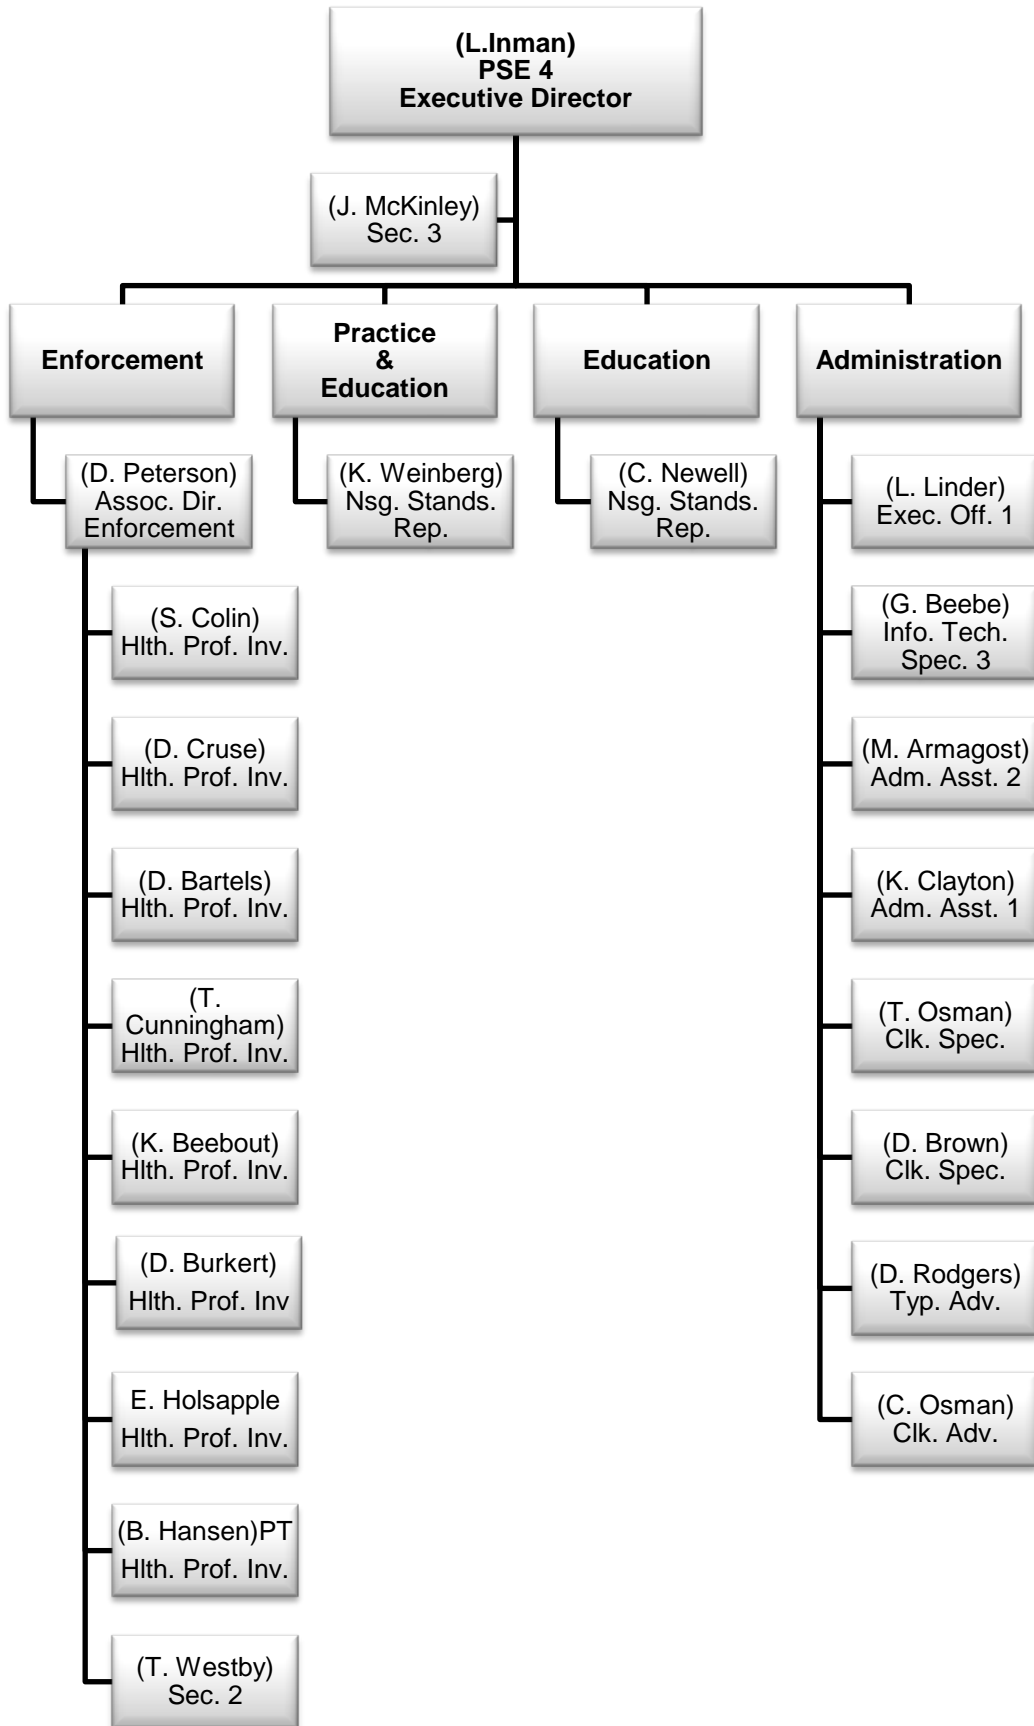 (L.Inman)
PSE 4
Executive Director
(J. McKinley)
Sec. 3
Enforcement
Practice
&
Education
Education
Administration
(D. Peterson)
Assoc. Dir.
Enforcement
(K. Weinberg)
Nsg. Stands.
Rep.
(C. Newell)
Nsg. Stands.
Rep.
(L. Linder)
Exec. Off. 1
(S. Colin)
Hlth. Prof. Inv.
(G. Beebe)
Info. Tech.
Spec. 3
(D. Cruse)
Hlth. Prof. Inv.
(M. Armagost)
Adm. Asst. 2
(D. Bartels)
Hlth. Prof. Inv.
(K. Clayton)
Adm. Asst. 1
(T.
Cunningham)
Hlth. Prof. Inv.
(T. Osman)
Clk. Spec.
(K. Beebout)
Hlth. Prof. Inv.
(D. Brown)
Clk. Spec.
(D. Burkert)
Hlth. Prof. Inv
(D. Rodgers)
Typ. Adv.
E. Holsapple
Hlth. Prof. Inv.
(C. Osman)
Clk. Adv.
(B. Hansen)PT
Hlth. Prof. Inv.
(T. Westby)
Sec. 2